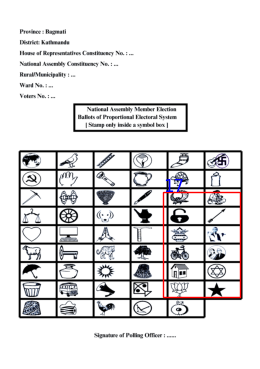 Province : Bagmati
District: Kathmandu
House of Representatives Constituency No. : ...
National Assembly Constituency No. : ...
Rural/Municipality : ...
Ward No. : ...
Voters No. : ...
National Assembly Member Election
Ballots of Proportional Electoral System
[ Stamp only inside a symbol box ]
17
Signature of Polling Officer : ......